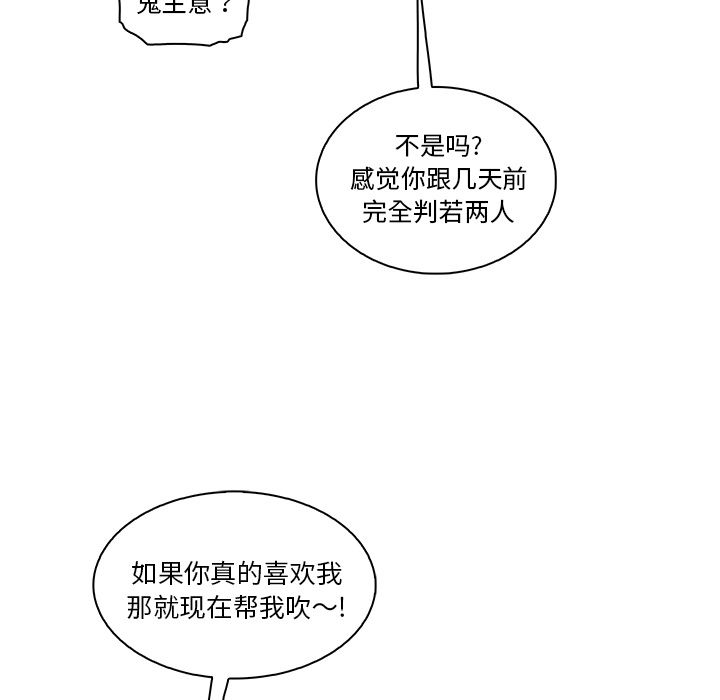 鬼主意？
不是吗?
感觉你跟几天前
完全判若两人
如果你真的喜欢我
那就现在帮我吹～!